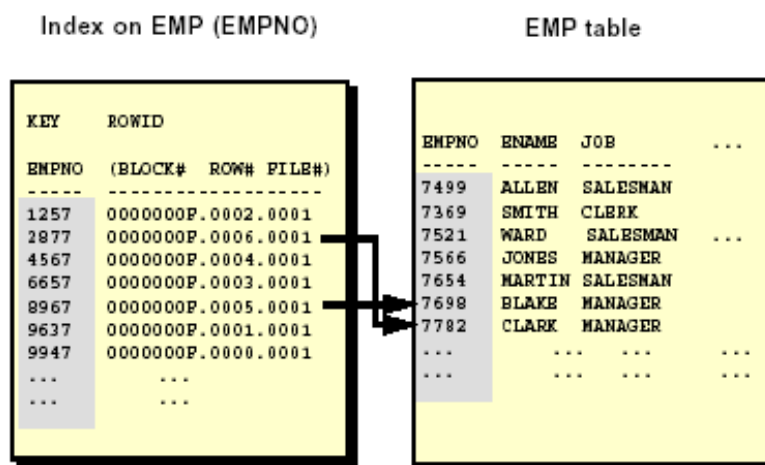 Index on EMP (EMPNO)
KEY ROWID
EMPNO (BLOCK# ROW# FILE#)
----- -------------------
1257 0000000F.0002.0001
2877 0000000F.0006.0001
4567 0000000F.0004.0001
6657 0000000F.0003.0001
8967 0000000F.0005.0001
9637 0000000F.0001.0001
9947 0000000F.0000.0001
... ...
... ...
EMP table
EMPNO ENAME JOB ...
----- ----- --------
7499 ALLEN SALESMAN
7369 SMITH CLERK
7521 WARD SALESMAN ...
7566 JONES MANAGER
7654 MARTIN SALESMAN
7698 BLAKE MANAGER
7782 CLARK MANAGER
... ... ... ...
... ... ... ...